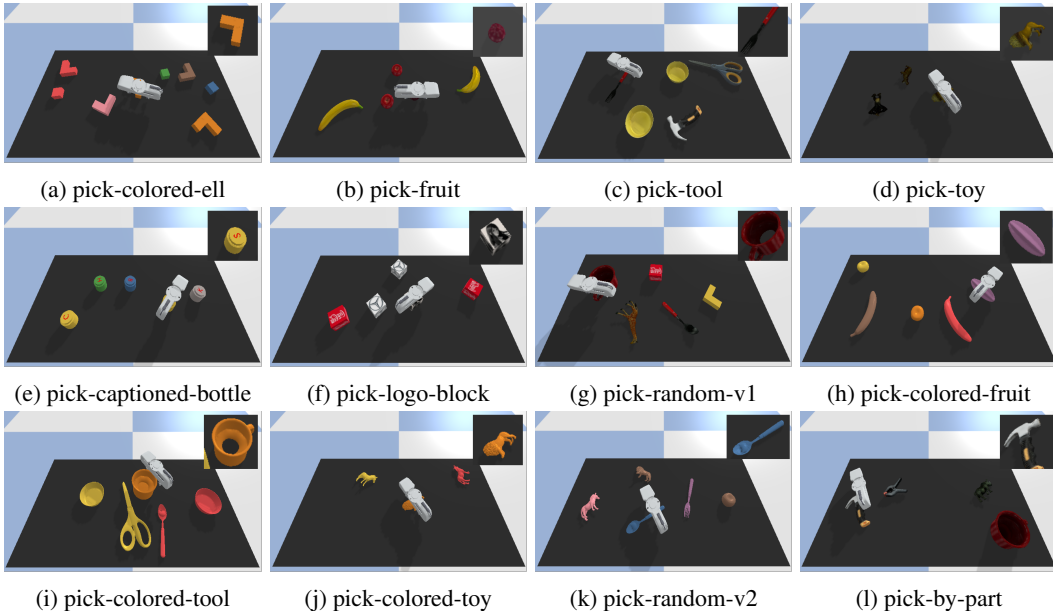 (a) pick-colored-ell
(b) pick-fruit
(c) pick-tool
(d) pick-toy
(e) pick-captioned-bottle
(f) pick-logo-block
(g) pick-random-v1
(h) pick-colored-fruit
(i) pick-colored-tool
(j) pick-colored-toy
(k) pick-random-v2
(l) pick-by-part